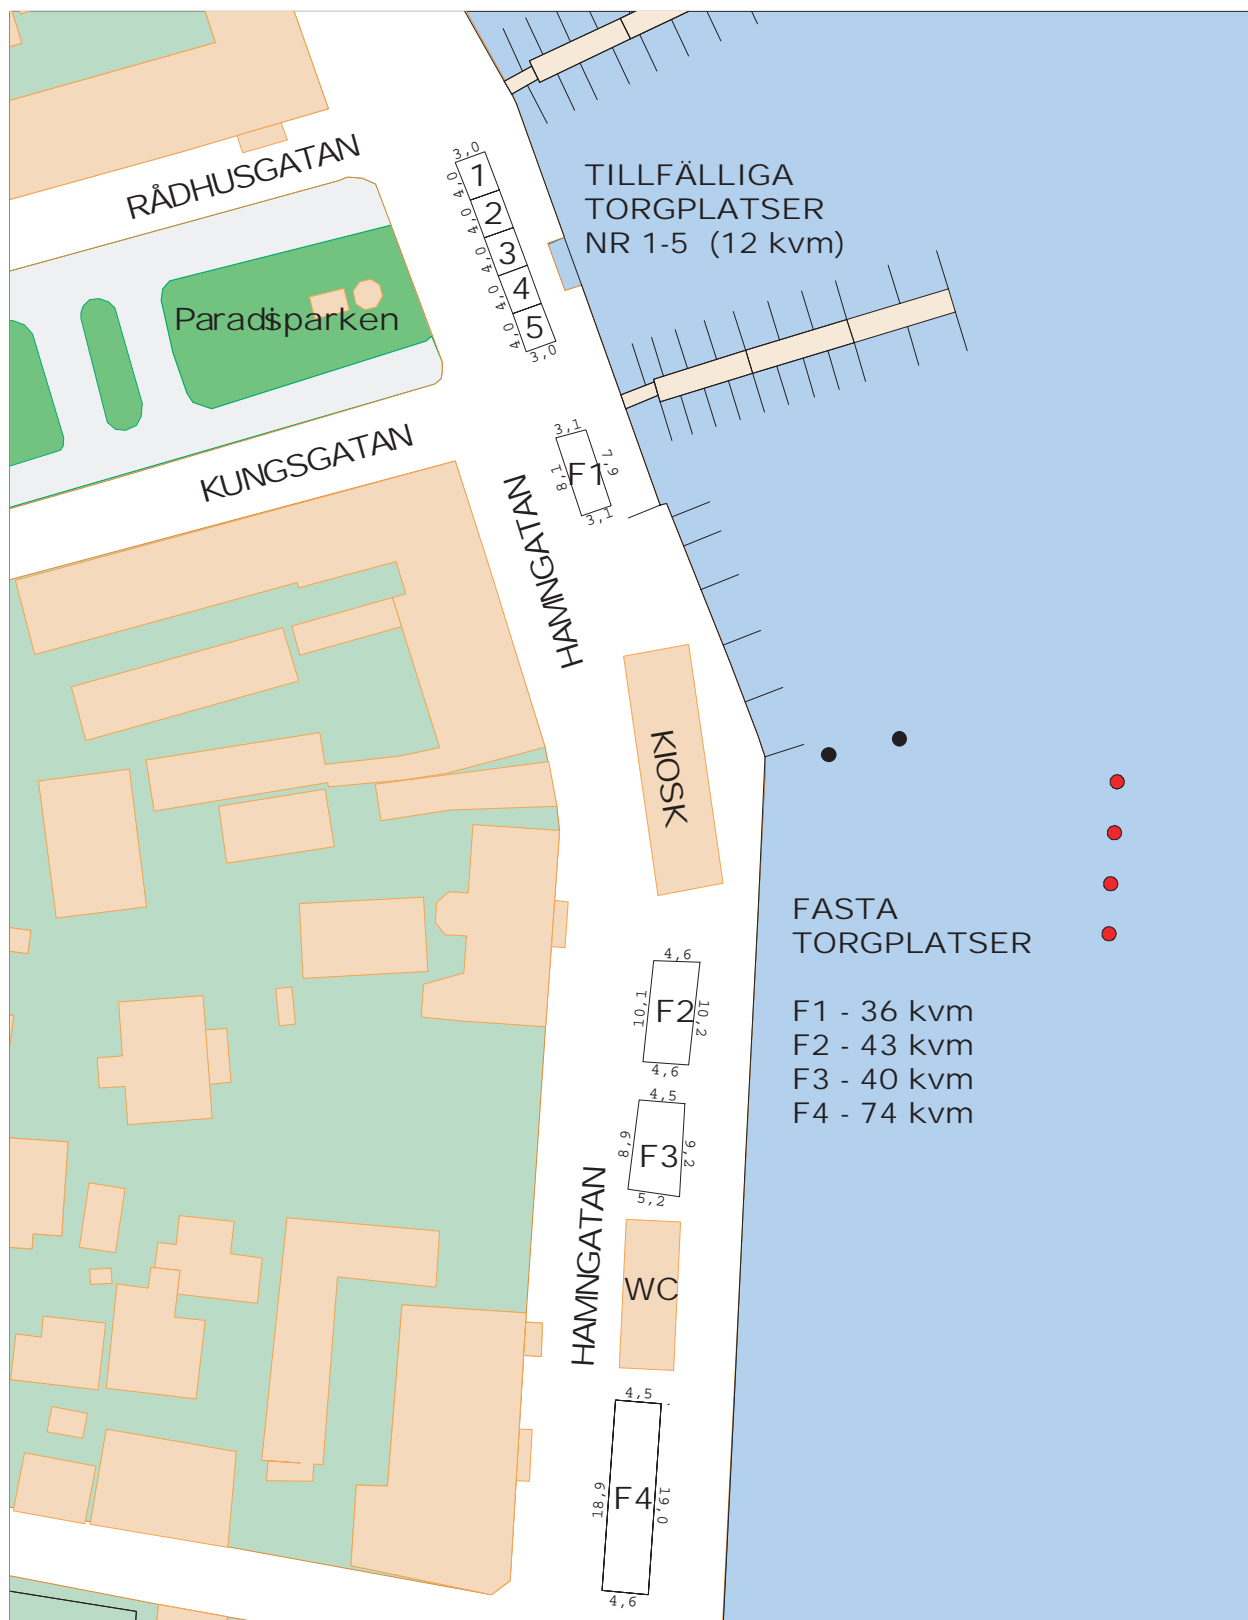 RÅDHUSGATAN
3,0
4,0
1
4,0
2
4,0
3
4,0
4
4,0
5
3,0
TILLFÄLLIGA
TORGPLATSER
NR 1-5 (12 kvm)
Paradisparken
KUNGSGATAN
3,1
8,1
F1
7,9
3,1
HAMNGATAN
KIOSK
FASTA
TORGPLATSER
F1 - 36 kvm
F2 - 43 kvm
F3 - 40 kvm
F4 - 74 kvm
4,6
10,1
F2
10,2
4,6
4,5
8,9
F3
9,2
5,2
HAMNGATAN
WC
4,5
18,9
F4
19,0
4,6